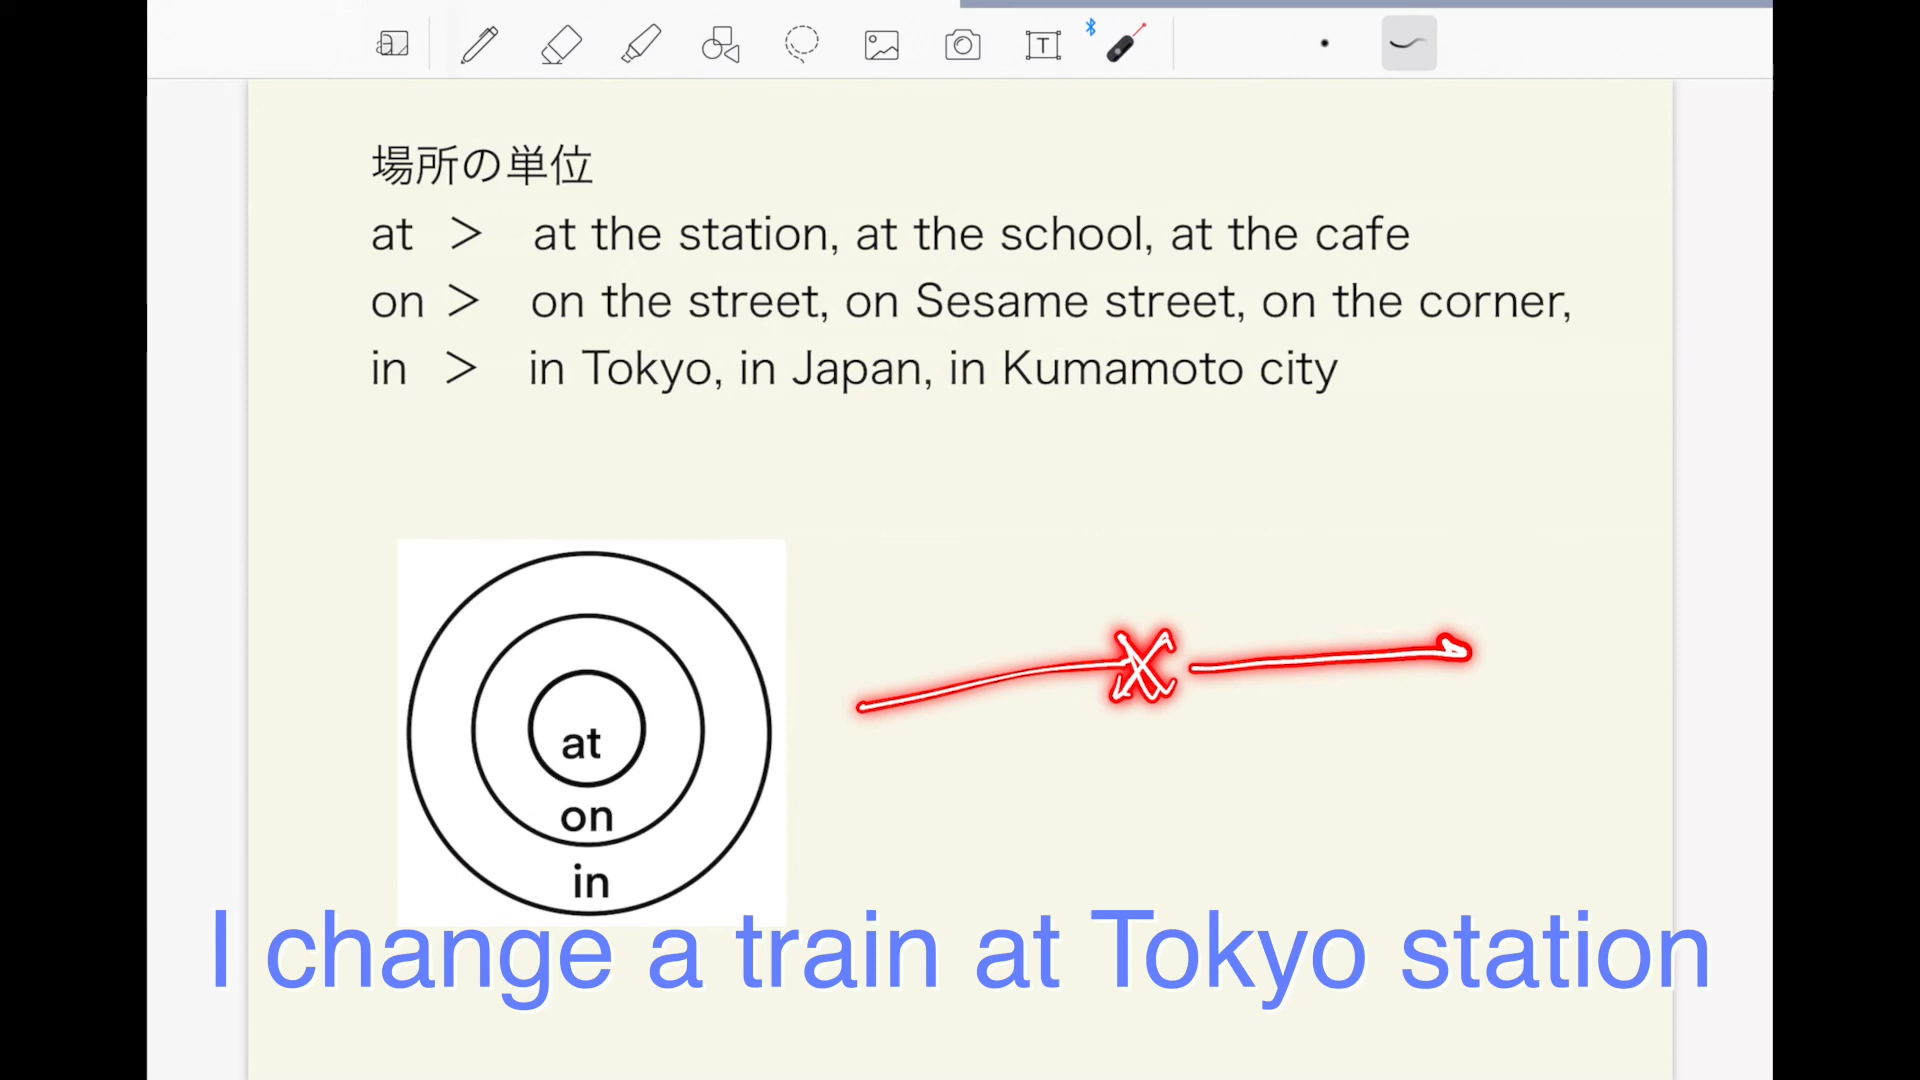 場所の単位
at > at the station, at the school, at the cafe
on > on the street, on Sesame street, on the corner,
in > in Tokyo, in Japan, in Kumamoto city
at
on
in
I change a train at Tokyo station